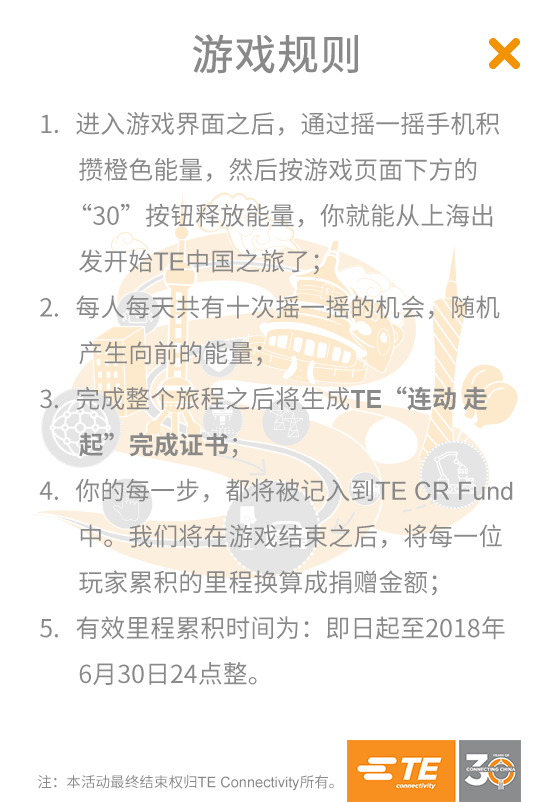 游戏规则
1. 进入游戏界面之后，通过摇一摇手机积
攒橙色能量，然后按游戏页面下方的
“30”按钮释放能量，你就能从上海出
发开始TE中国之旅了；
2. 每人每天共有十次摇一摇的机会，随机
产生向前的能量；
3. 完成整个旅程之后将生成TE“连动 走
起”完成证书；
4. 你的每一步，都将被记入到TE CR Fund
中。我们将在游戏结束之后，将每一位
玩家累积的里程换算成捐赠金额；
5. 有效里程累积时间为：即日起至2018年
6月30日24点整。
注：本活动最终结束权归TE Connectivity所有。
TE
connectivity
YEARS OF
30
CONNECTING CHINA